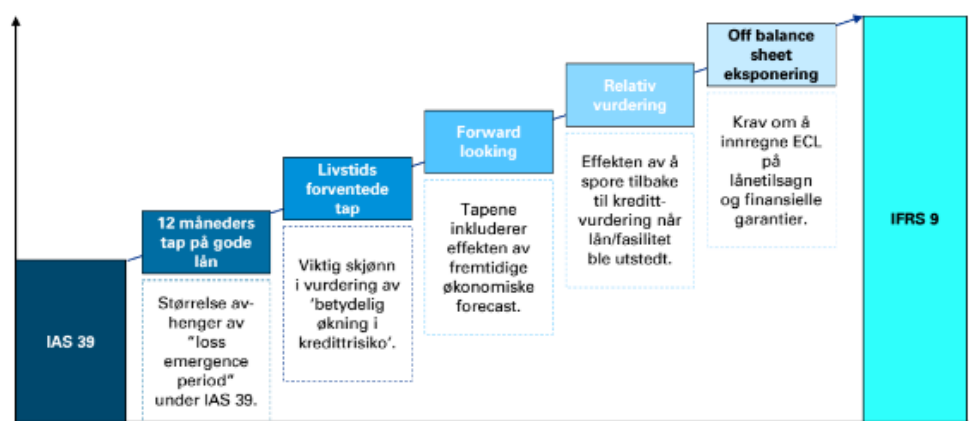 IAS 39
12 måneders
tap på gode
lån
Størrelse av-
henger av
"loss
emergence
period"
under IAS 39.
Livstids
forventede
tap
Viktig skjønn
i vurdering av
'betydelig
økning i
kredittrisiko'.
Forward
looking
Tapene
inkluderer
effekten av
fremtidige
økonomiske
forecast.
Relativ
vurdering
Effekten av å
spore tilbake
til kreditt-
vurdering når
lån/fasilitet
ble utstedt.
Off balance
sheet
eksponering
Krav om å
innregne ECL
på
lånetilsagn
og finansielle
garantier.
IFRS 9